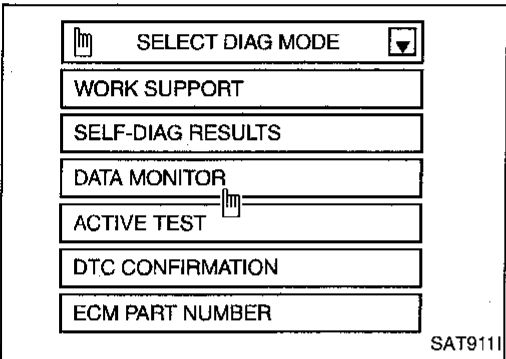 SELECT DIAG MODE
WORK SUPPORT
SELF-DIAG RESULTS
DATA MONITOR
ACTIVE TEST
DTC CONFIRMATION
ECM PART NUMBER
SAT911I